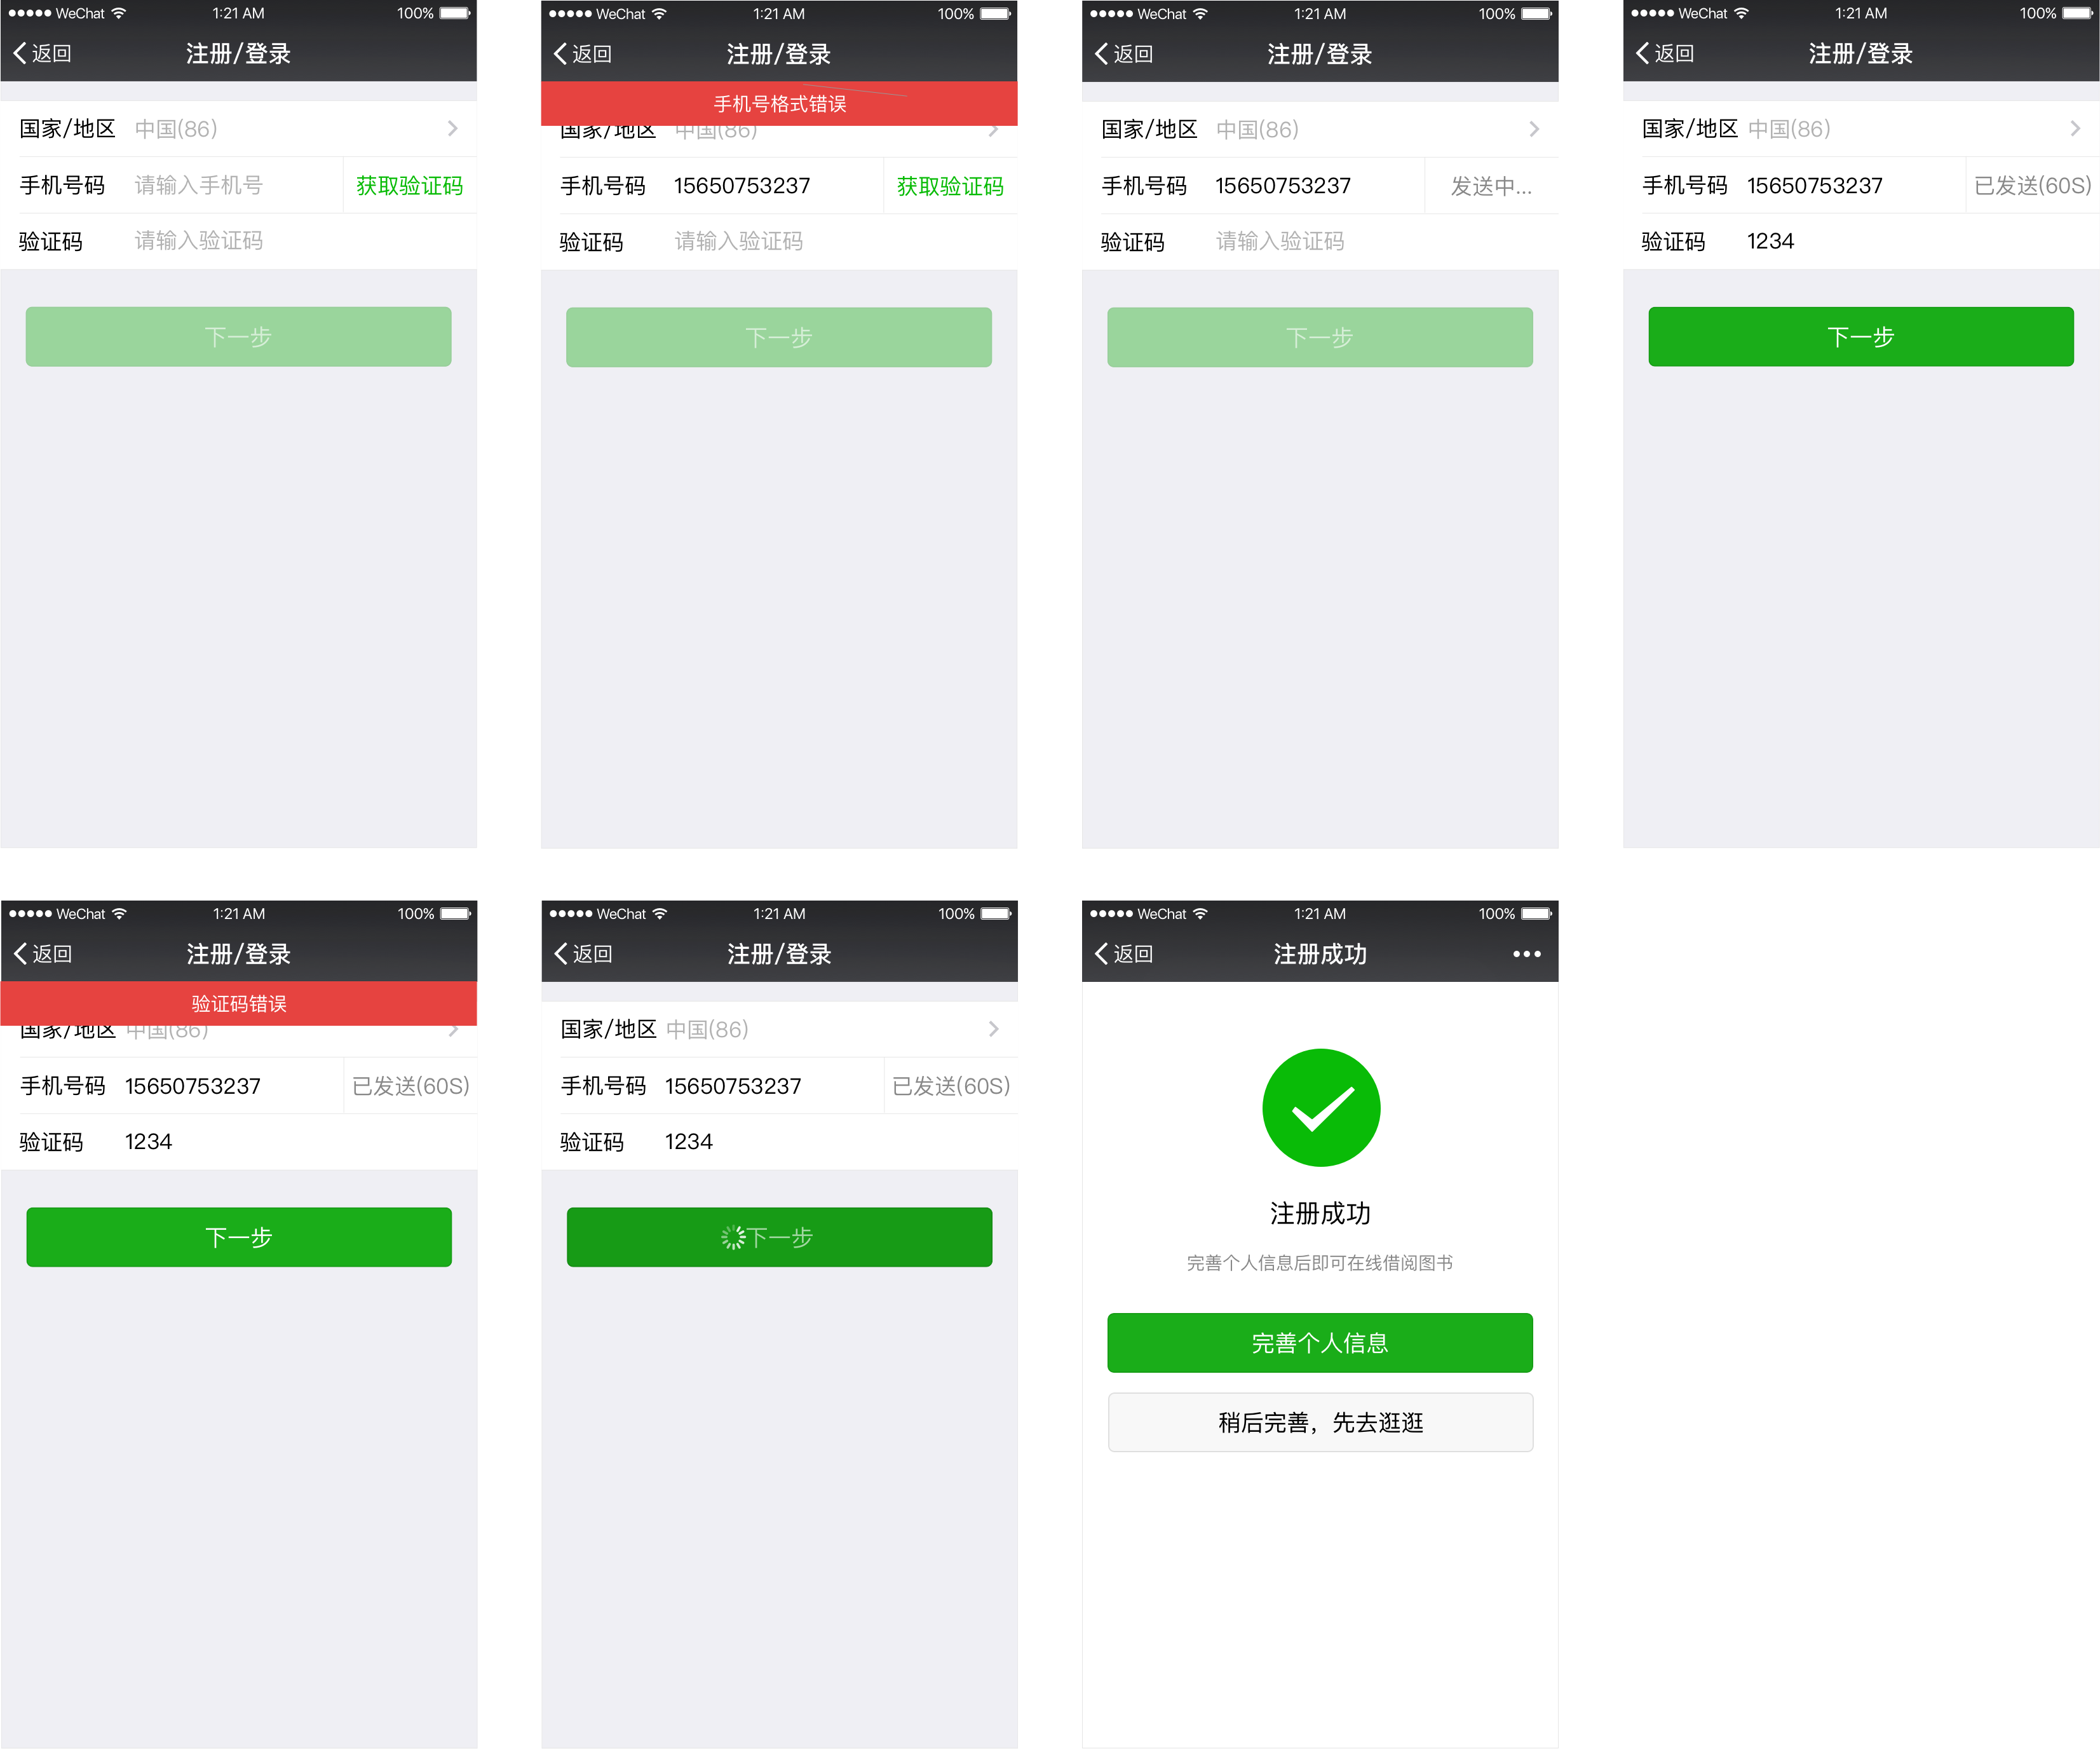 WeChat 1:21 AM 100%
返回 注册/登录
国家/地区 中国(86)
手机号码 请输入手机号 获取验证码
验证码 请输入验证码
下一步
WeChat 1:21 AM 100%
返回 注册/登录
手机号格式错误
国家/地区 中国(86)
手机号码 15650753237 获取验证码
验证码 请输入验证码
下一步
WeChat 1:21 AM 100%
返回 注册/登录
国家/地区 中国(86)
手机号码 15650753237 发送中...
验证码 请输入验证码
下一步
WeChat 1:21 AM 100%
返回 注册/登录
国家/地区 中国(86)
手机号码 15650753237 已发送(60S)
验证码 1234
下一步
WeChat 1:21 AM 100%
返回 注册/登录
验证码错误
国家/地区 中国(86)
手机号码 15650753237 已发送(60S)
验证码 1234
下一步
WeChat 1:21 AM 100%
返回 注册/登录
国家/地区 中国(86)
手机号码 15650753237 已发送(60S)
验证码 1234
下一步
WeChat 1:21 AM 100%
返回 注册成功
注册成功
完善个人信息后即可在线借阅图书
完善个人信息
稍后完善，先去逛逛